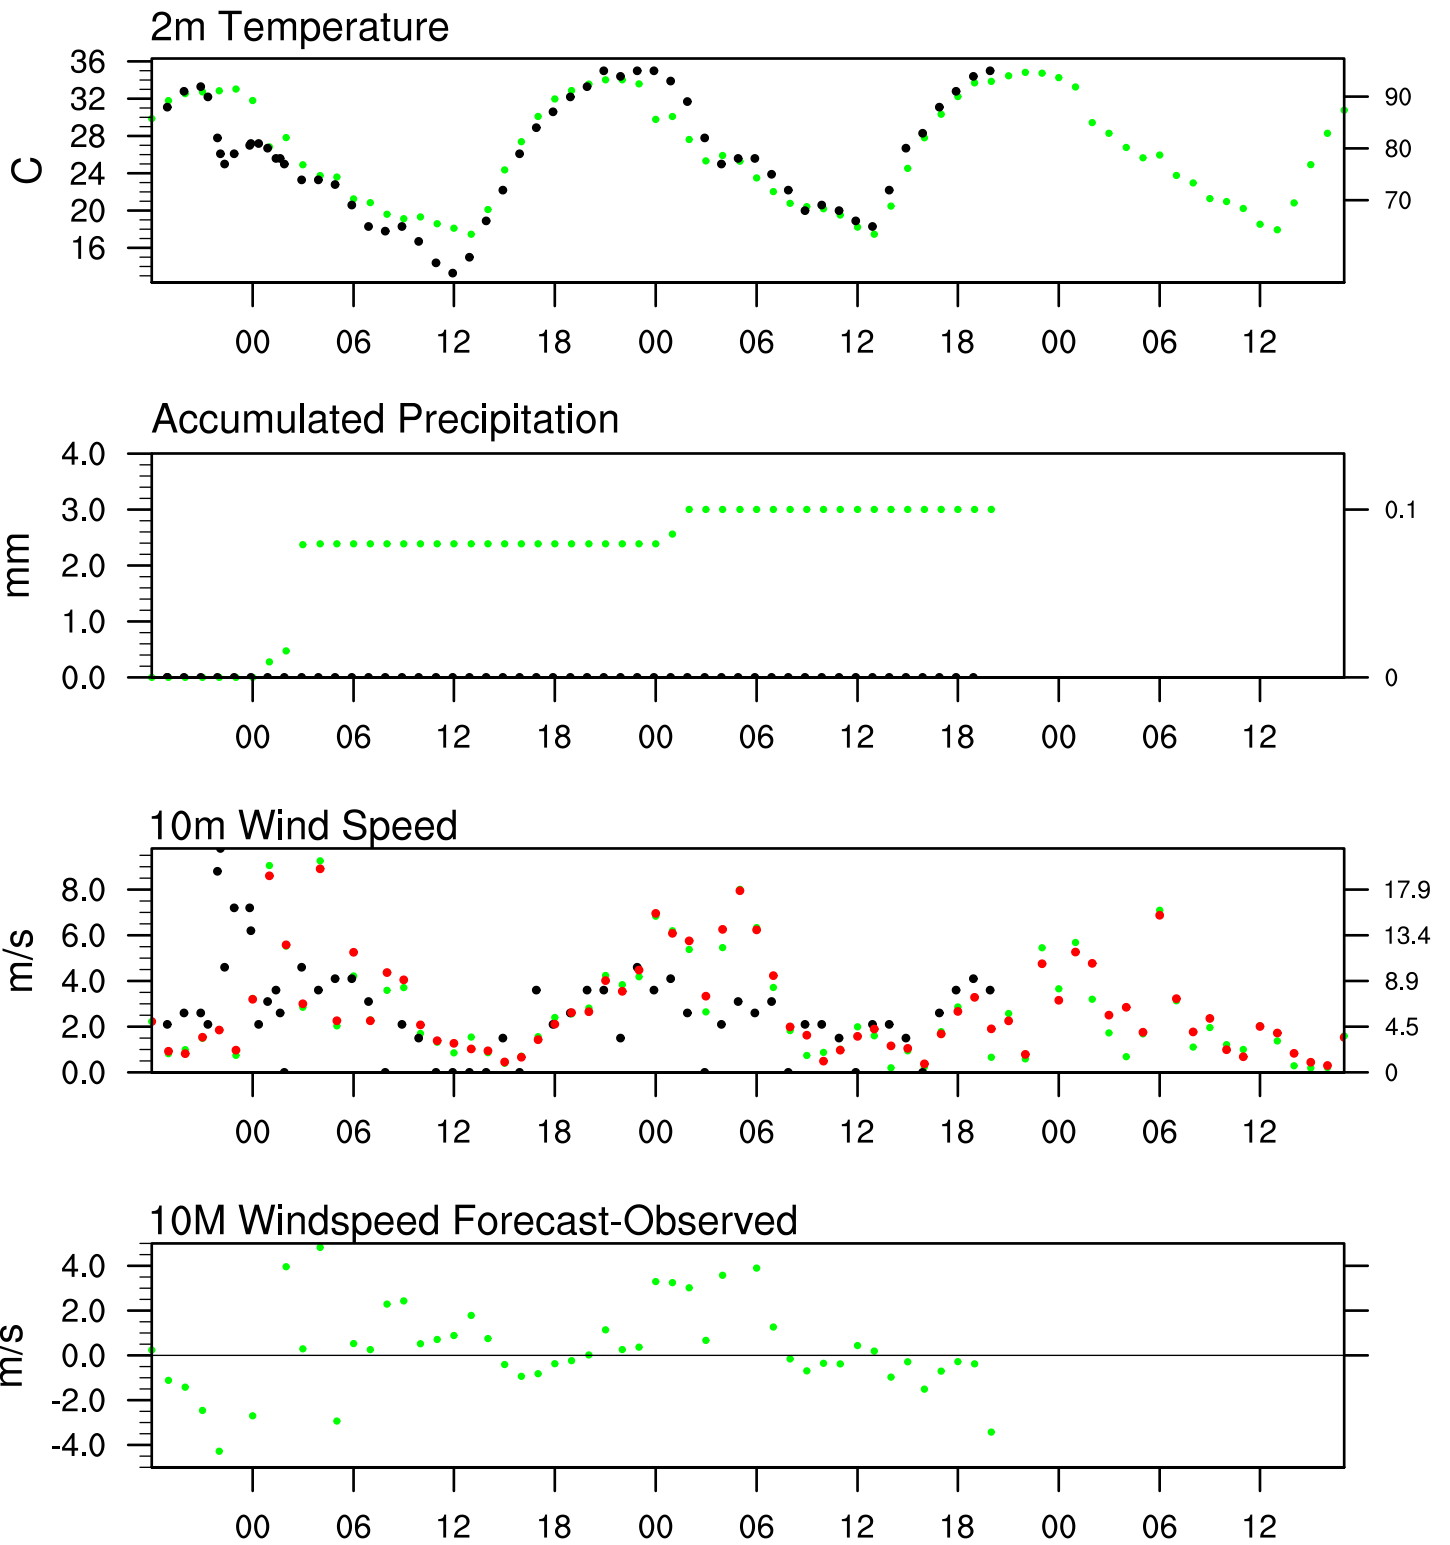 2m Temperature
36
32
28
24
20
16
C
90
80
70
00 06 12 18 00 06 12 18 00 06 12
Accumulated Precipitation
4.0
3.0
2.0
1.0
0.0
mm
0.1
0
00 06 12 18 00 06 12 18 00 06 12
10m Wind Speed
8.0
6.0
4.0
2.0
0.0
m/s
17.9
13.4
8.9
4.5
0
00 06 12 18 00 06 12 18 00 06 12
10M Windspeed Forecast-Observed
4.0
2.0
0.0
-2.0
-4.0
m/s
00 06 12 18 00 06 12 18 00 06 12